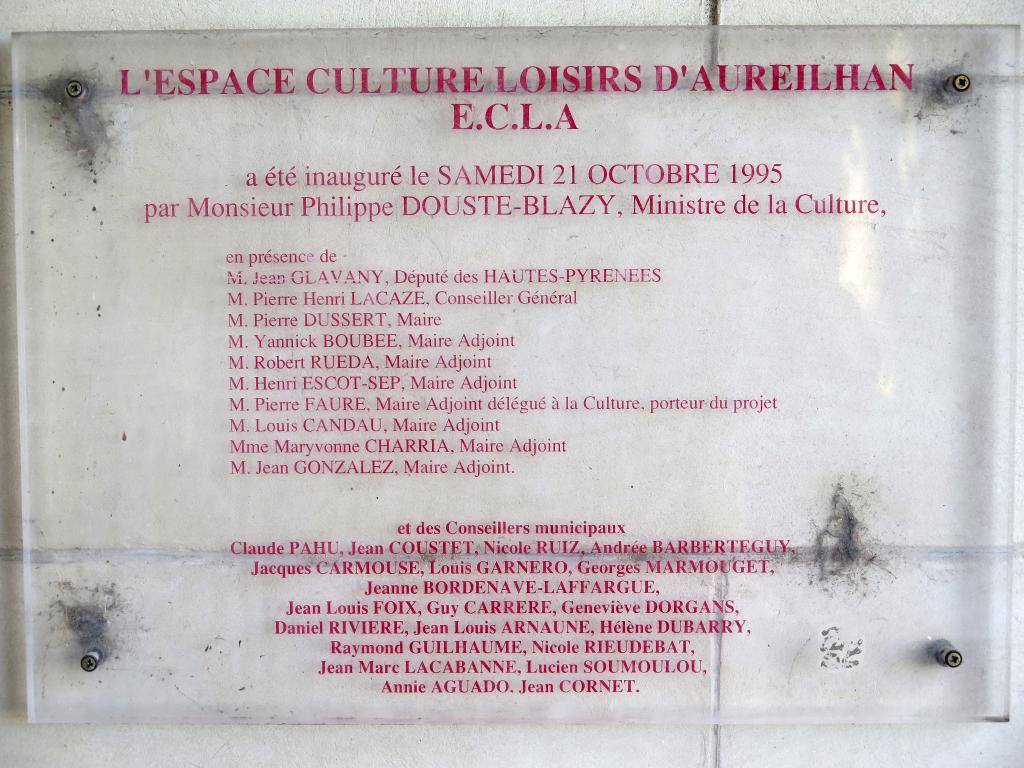 L'ESPACE CULTURE LOISIRS D'AUREILHAN
E.C.L.A
a été inauguré le SAMEDI 21 OCTOBRE 1995
par Monsieur Philippe DOUSTE-BLAZY, Ministre de la Culture,
en présence de
M. Jean GLAVANY, Député des HAUTES-PYRENEES
M. Pierre Henri LACAZE, Conseiller Général
M. Pierre DUSSERT, Maire
M. Yannick BOUBEE, Maire Adjoint
M. Robert RUEDA, Maire Adjoint
M. Henri ESCOT-SEP, Maire Adjoint
M. Pierre FAURE, Maire Adjoint délégué à la Culture, porteur du projet
M. Louis CANDAU, Maire Adjoint
Mme Maryvonne CHARRIA, Maire Adjoint
M. Jean GONZALEZ, Maire Adjoint.
et des Conseillers municipaux
Claude PAHU, Jean COUSTET, Nicole RUIZ, Andrée BARBERTEGUY,
Jacques CARMOUSE, Louis GARNERO, Georges MARMOUGET,
Jeanne BORDENAVE-LAFFARGUE,
Jean Louis FOIX, Guy CARRERE, Geneviève DORGANS,
Daniel RIVIERE, Jean Louis ARNAUNE, Hélène DUBARRY,
Raymond GUILHAUME, Nicole RIEUDEBAT,
Jean Marc LACABANNE, Lucien SOUMOULOU,
Annie AGUADO, Jean CORNET.